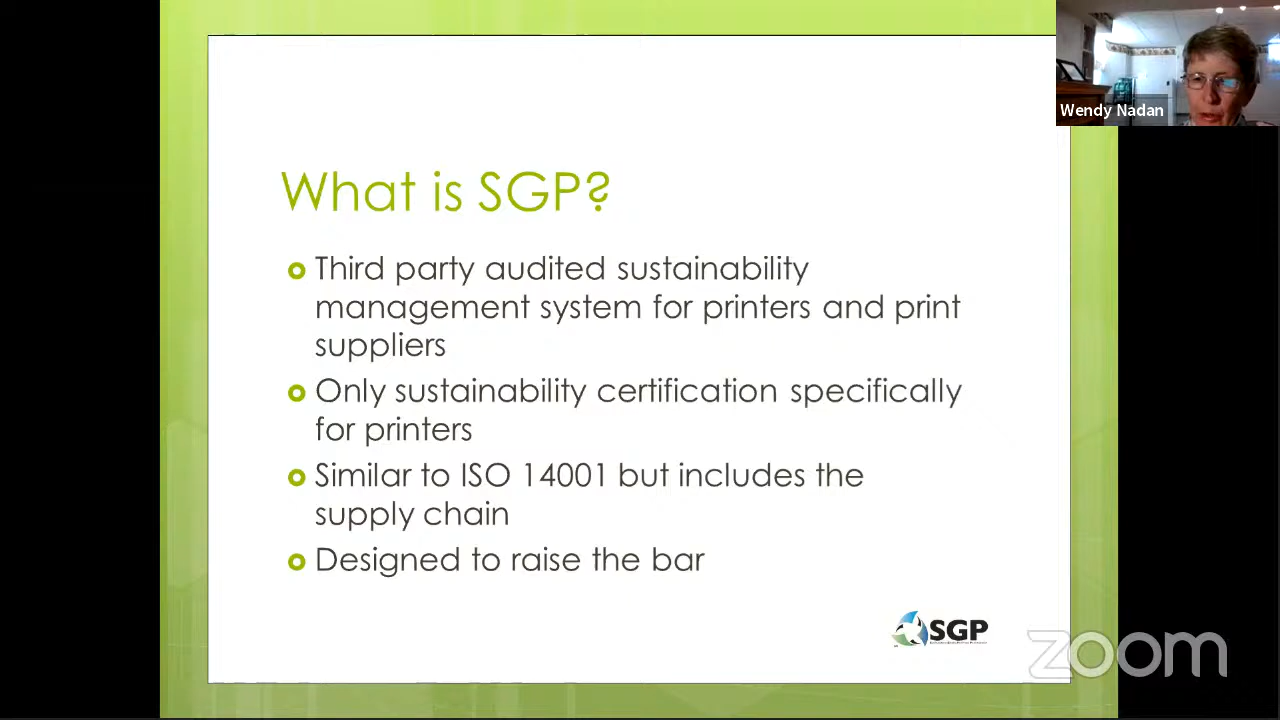 Wendy Nadan
What is SGP?
Third party audited sustainability
management system for printers and print
suppliers
Only sustainability certification specifically
for printers
Similar to ISO 14001 but includes the
supply chain
Designed to raise the bar
SGP
zoom